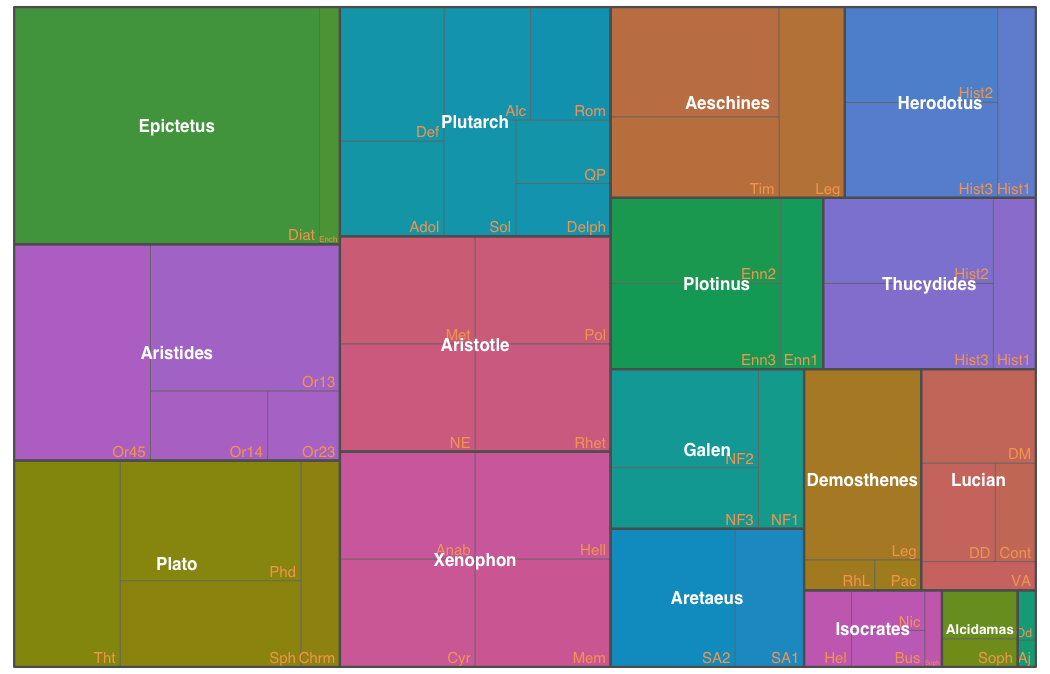 Epictetus
Diat
Ench
Aristides
Or13
Or45
Or14
Or23
Plato
Phd
Tht
Sph
Chrm
Plutarch
Alc
Rom
Def
QP
Adol
Sol
Delph
Aristotle
Met
Pol
NE
Rhet
Xenophon
Anab
Hell
Cyr
Mem
Aeschines
Tim
Leg
Herodotus
Hist2
Hist3
Hist1
Plotinus
Enn2
Enn3
Enn1
Thucydides
Hist2
Hist3
Hist1
Galen
NF2
NF3
NF1
Demosthenes
Leg
RhL
Pac
Lucian
DM
DD
Cont
VA
Aretaeus
SA2
SA1
Isocrates
Nic
Hel
Bus
Alcidamas
Soph
Od
Aj